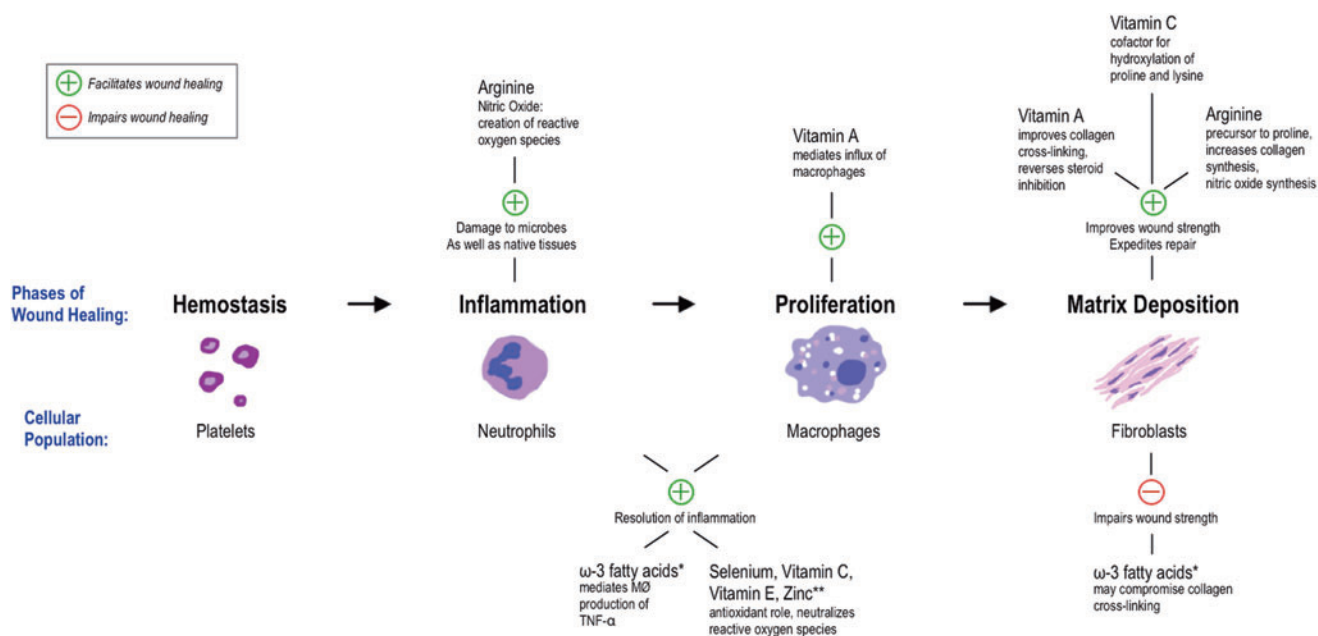 Facilitates wound healing
Impairs wound healing
Arginine
Nitric Oxide:
creation of reactive
oxygen species
Damage to microbes
As well as native tissues
Vitamin A
mediates influx of
macrophages
Vitamin C
cofactor for
hydroxylation of
proline and lysine
Vitamin A
improves collagen
cross-linking,
reverses steroid
inhibition
Arginine
precursor to proline,
increases collagen
synthesis,
nitric oxide synthesis
Improves wound strength
Expedites repair
Phases of
Wound Healing:
Hemostasis
Inflammation
Proliferation
Matrix Deposition
Cellular
Population:
Platelets
Neutrophils
Macrophages
Fibroblasts
Resolution of inflammation
ω-3 fatty acids*
mediates MØ
production of
TNF-α
Selenium, Vitamin C,
Vitamin E, Zinc**
antioxidant role, neutralizes
reactive oxygen species
Impairs wound strength
ω-3 fatty acids*
may compromise collagen
cross-linking